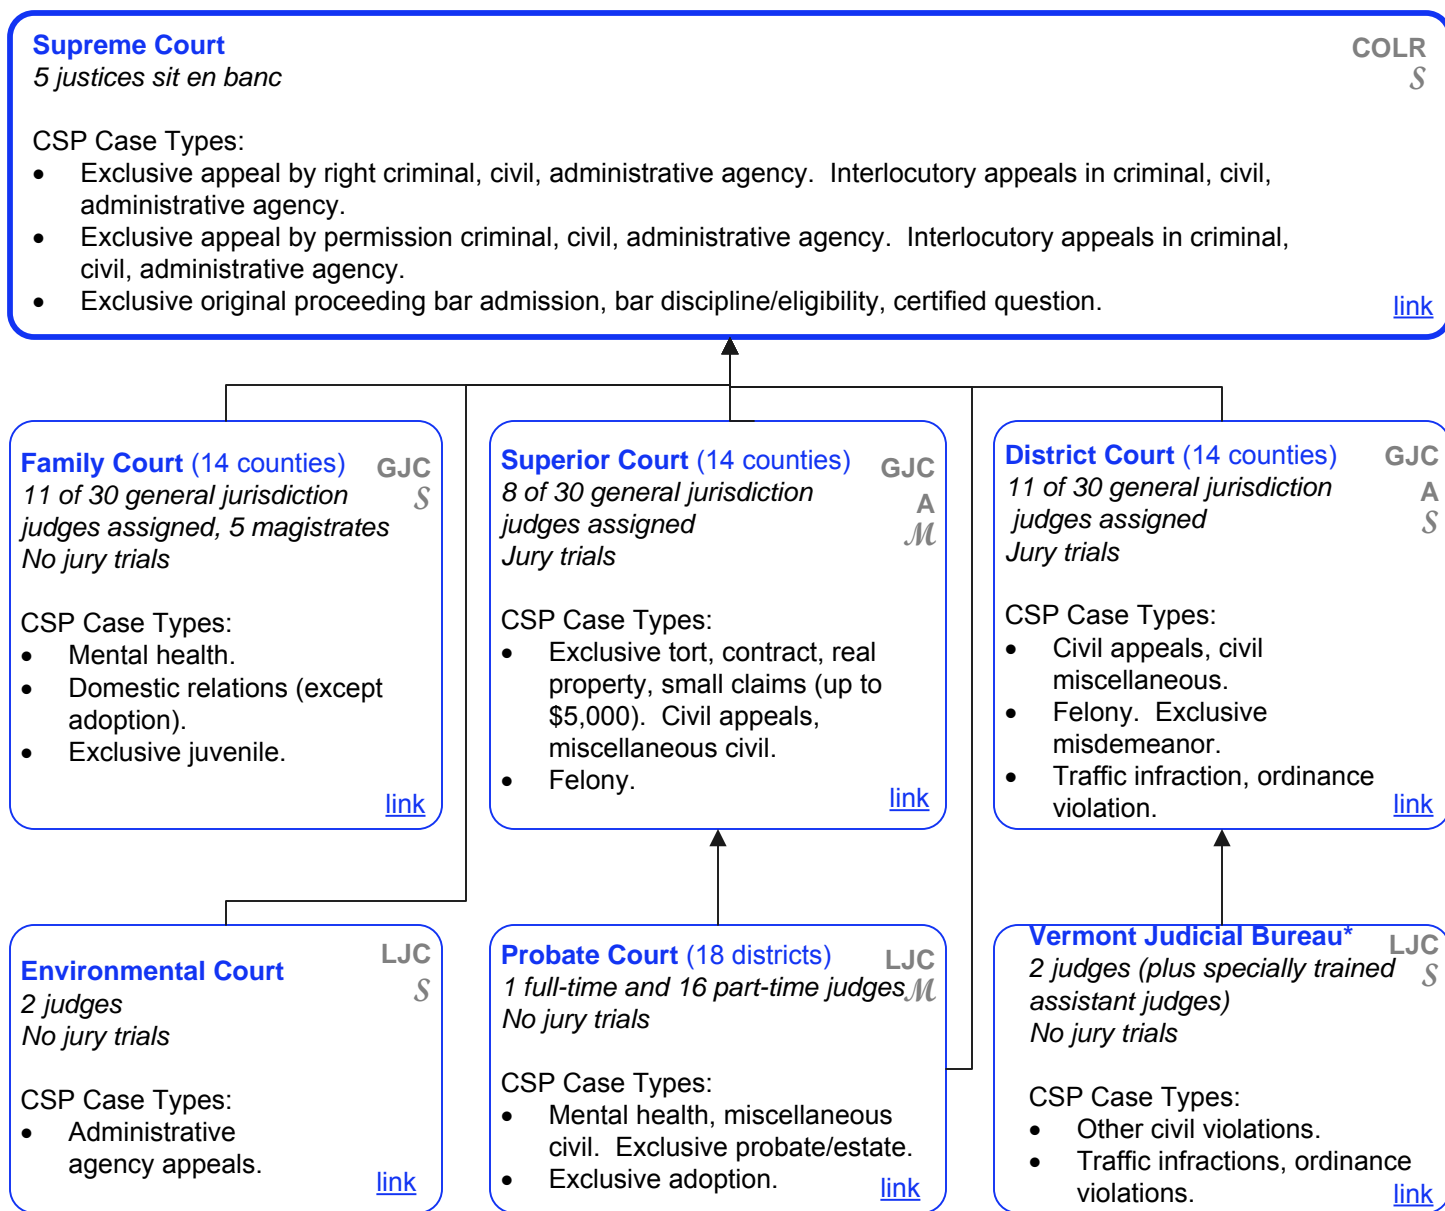 Supreme Court
COLR
5 justices sit en banc
S
CSP Case Types:
• Exclusive appeal by right criminal, civil, administrative agency. Interlocutory appeals in criminal, civil,
administrative agency.
• Exclusive appeal by permission criminal, civil, administrative agency. Interlocutory appeals in criminal,
civil, administrative agency.
• Exclusive original proceeding bar admission, bar discipline/eligibility, certified question.
link
Family Court (14 counties)
GJC
11 of 30 general jurisdiction
S
judges assigned, 5 magistrates
No jury trials
CSP Case Types:
• Mental health.
• Domestic relations (except
adoption).
• Exclusive juvenile.
link
Superior Court (14 counties)
GJC
8 of 30 general jurisdiction
A
judges assigned
M
Jury trials
CSP Case Types:
• Exclusive tort, contract, real
property, small claims (up to
$5,000). Civil appeals,
miscellaneous civil.
• Felony.
link
District Court (14 counties)
GJC
11 of 30 general jurisdiction
A
judges assigned
S
Jury trials
CSP Case Types:
• Civil appeals, civil
miscellaneous.
• Felony. Exclusive
misdemeanor.
• Traffic infraction, ordinance
violation.
link
Environmental Court
LJC
2 judges
S
No jury trials
CSP Case Types:
• Administrative
agency appeals.
link
Probate Court (18 districts)
LJC
1 full-time and 16 part-time judges
M
No jury trials
CSP Case Types:
• Mental health, miscellaneous
civil. Exclusive probate/estate.
• Exclusive adoption.
link
Vermont Judicial Bureau*
LJC
2 judges (plus specially trained
S
assistant judges)
No jury trials
CSP Case Types:
• Other civil violations.
• Traffic infractions, ordinance
violations.
link